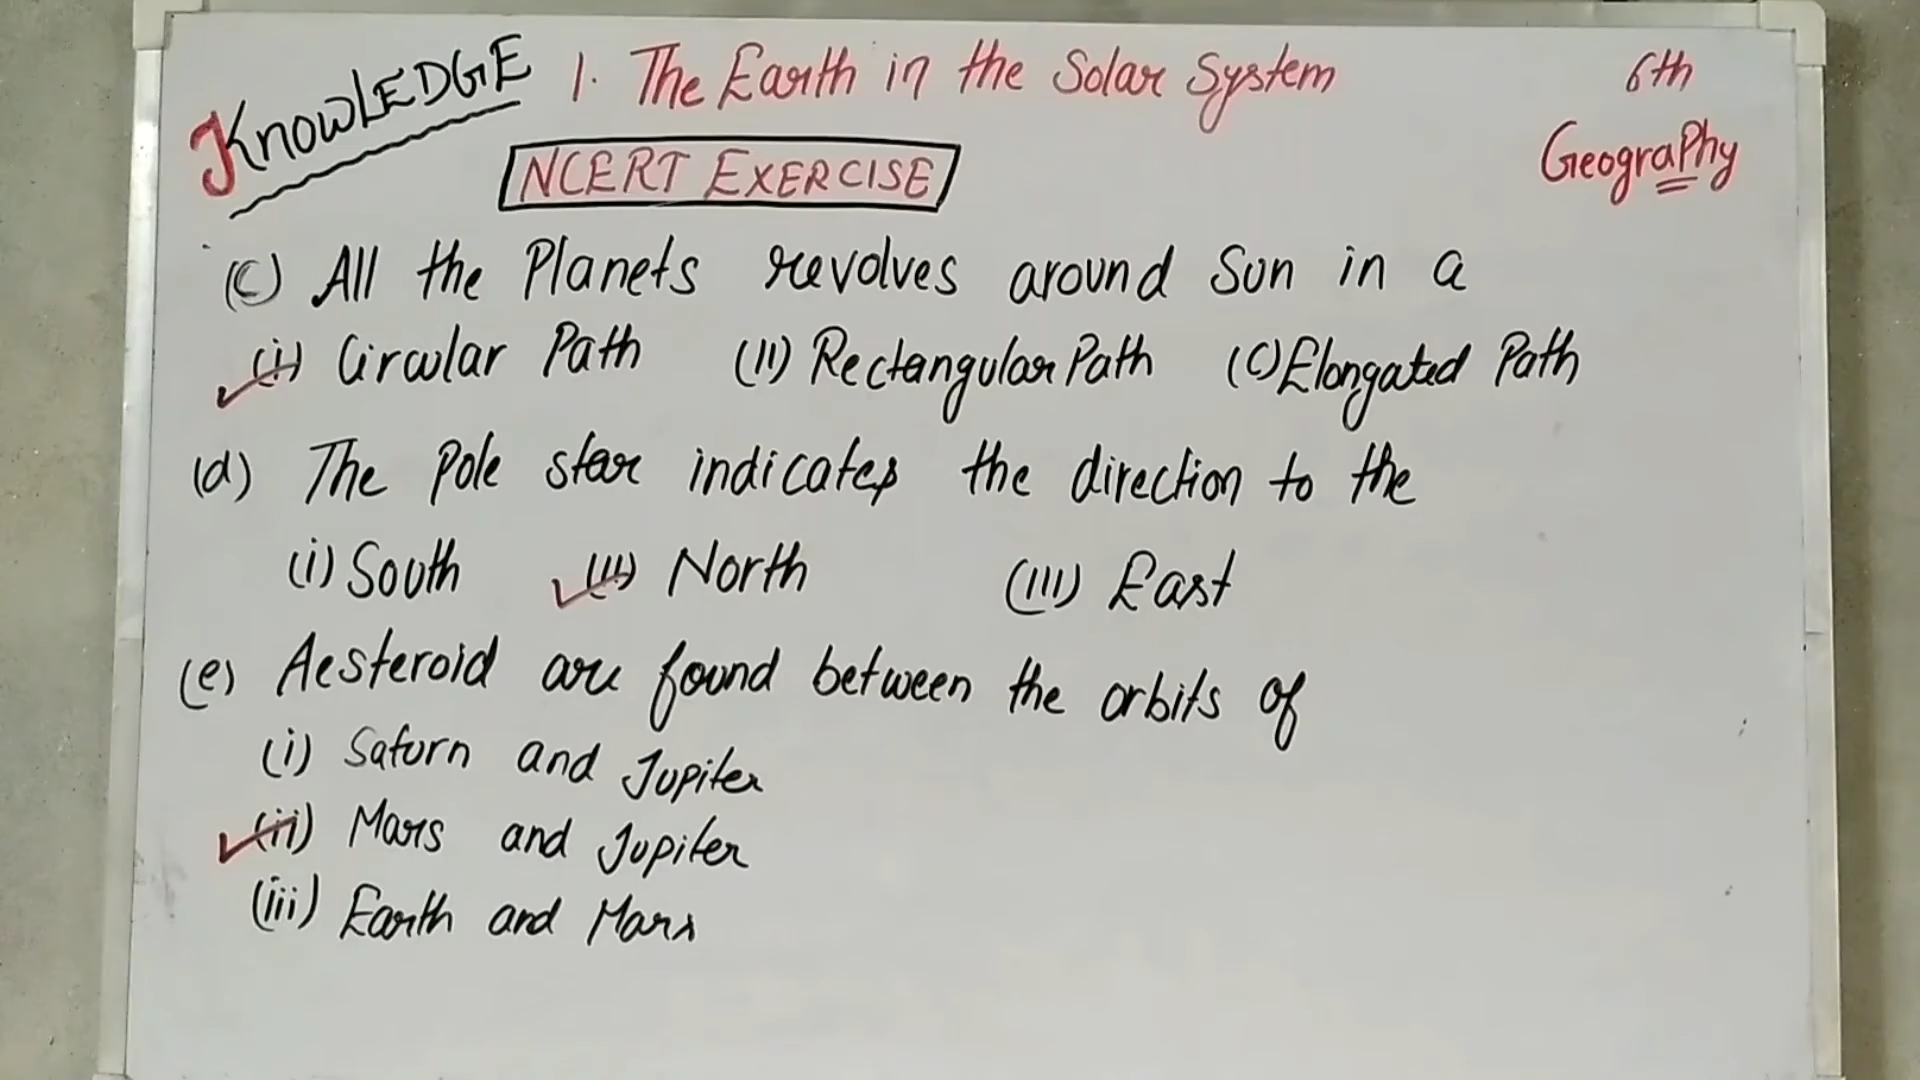 KnowLEDGE 1. The Earth in the Solar System 6th
NCERT EXERCISE Geography
(C) All the Planets revolves around Sun in a
(i) Circular Path (II) Rectangular Path (C) Elongated Path
(d) The Pole star indicates the direction to the
(i) South (II) North (III) East
(e) Aesteroid are found between the orbits of
(i) Saturn and Jupiter
(ii) Mars and Jupiter
(iii) Earth and Mars